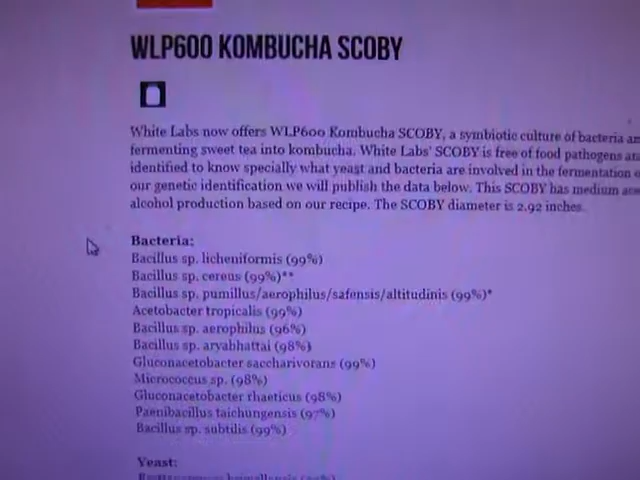 WLP600 KOMBUCHA SCOBY
White Labs now offers WLP600 Kombucha SCOBY, a symbiotic culture of bacteria
fermenting sweet tea into kombucha. White Labs' SCOBY is free of food pathogens
identified to know specially what yeast and bacteria are involved in the fermentation
our genetic identification we will publish the data below. This SCOBY has medium
alcohol production based on our recipe. The SCOBY diameter is 2.92 inches.
Bacteria:
Bacillus sp. licheniformis (99%)
Bacillus sp. cereus (99%)**
Bacillus sp. pumillus/aerophilus/safensis/altitudinis (99%)*
Acetobacter tropicalis (99%)
Bacillus sp. aerophilus (96%)
Bacillus sp. aryabhattai (98%)
Gluconacetobacter saccharivorans (99%)
Micrococcus sp. (98%)
Gluconacetobacter rhaeticus (98%)
Paenibacillus taichungensis (97%)
Bacillus sp. subtilis (99%)
Yeast: